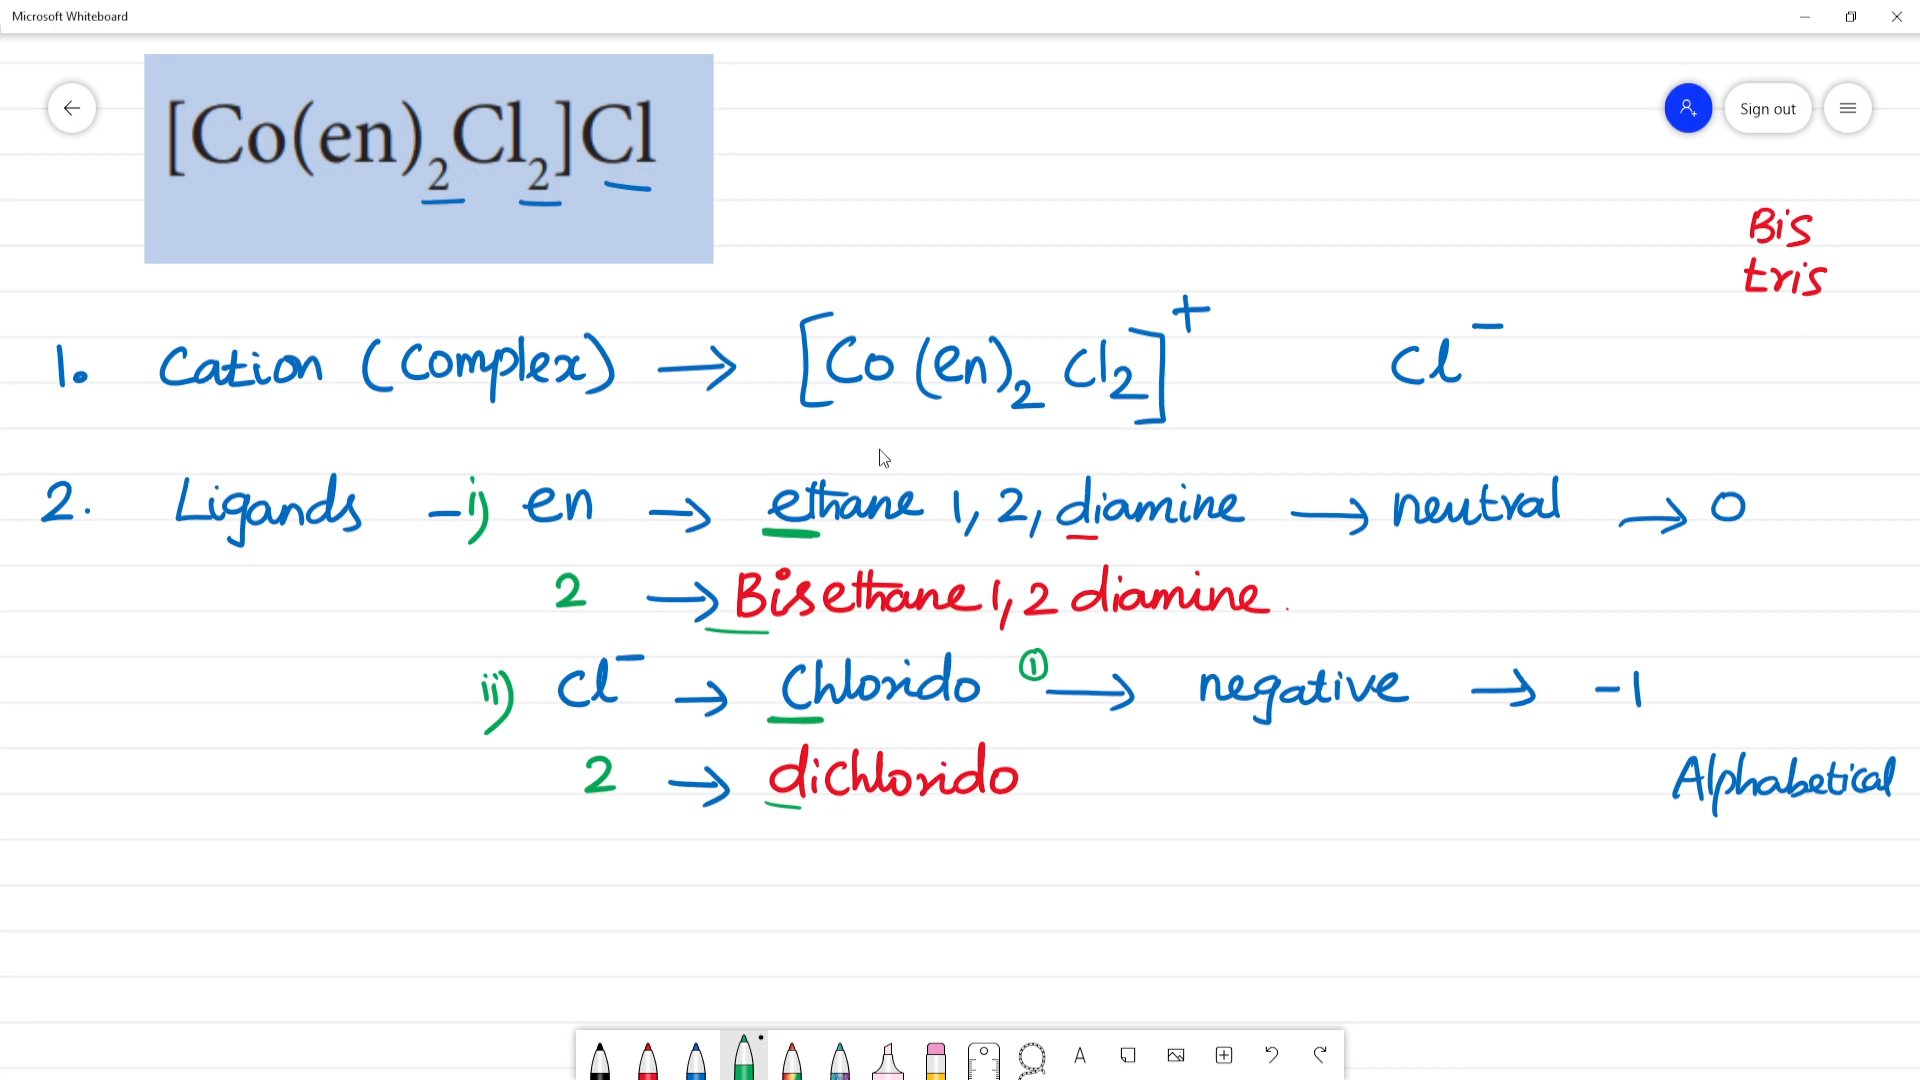 Microsoft Whiteboard
[Co(en)₂Cl₂]Cl
Sign out
Bis
tris
1. Cation (Complex) → [Co(en)₂ Cl₂]⁺ Cl⁻
2. Ligands - i) en → ethane 1, 2, diamine → neutral → 0
2 → Bisethane 1, 2 diamine.
ii) Cl⁻ → Chlorido ① → negative → -1
2 → dichlorido
Alphabetical
A